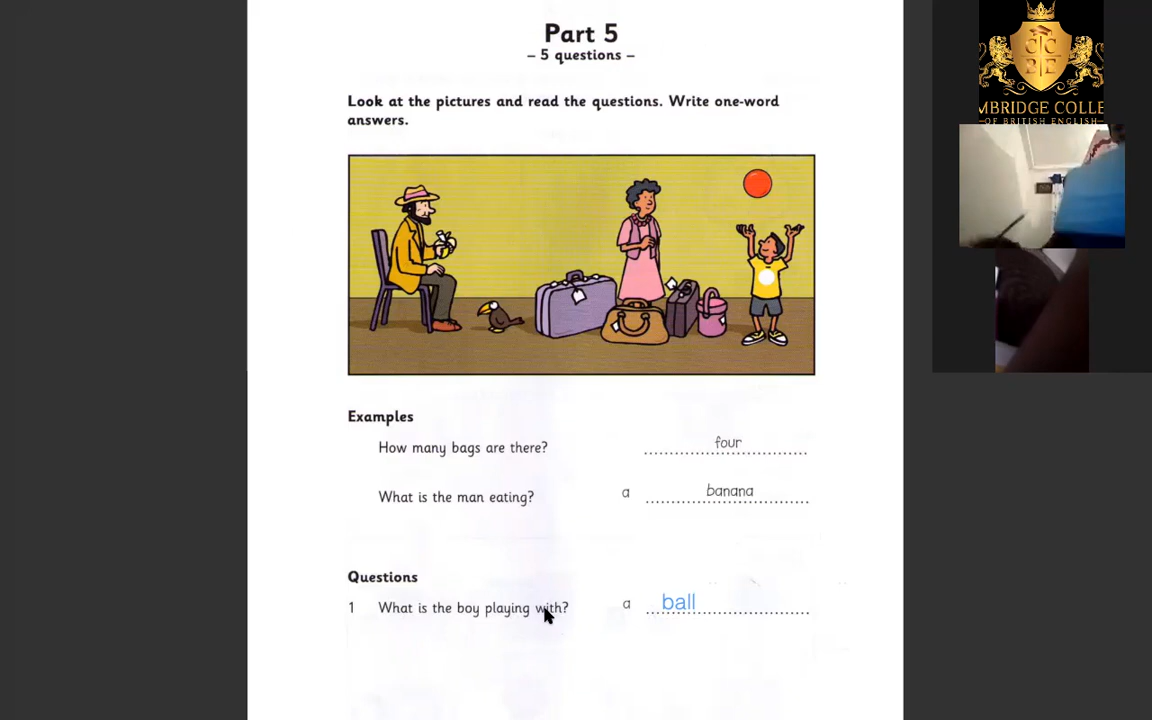 Part 5
– 5 questions –
Look at the pictures and read the questions. Write one-word
answers.
Examples
How many bags are there? four
What is the man eating? a banana
Questions
1 What is the boy playing with? a ball
MBRIDGE COLLE
OF BRITISH ENGLISH